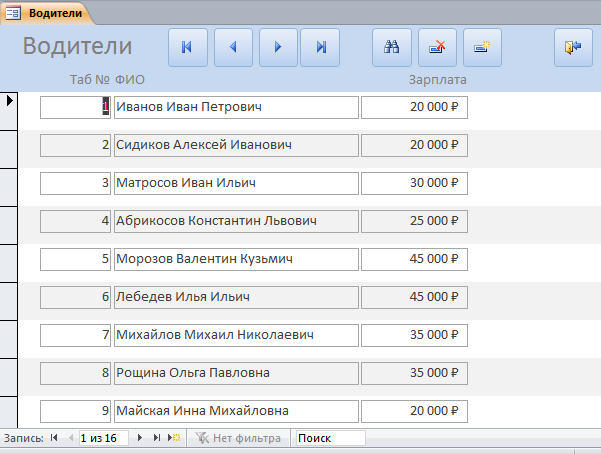 Водители
Водители
Таб № ФИО Зарплата
1 Иванов Иван Петрович 20 000 ₽
2 Сидиков Алексей Иванович 20 000 ₽
3 Матросов Иван Ильич 30 000 ₽
4 Абрикосов Константин Львович 25 000 ₽
5 Морозов Валентин Кузьмич 45 000 ₽
6 Лебедев Илья Ильич 45 000 ₽
7 Михайлов Михаил Николаевич 35 000 ₽
8 Рощина Ольга Павловна 35 000 ₽
9 Майская Инна Михайловна 20 000 ₽
Запись: 1 из 16 Нет фильтра Поиск